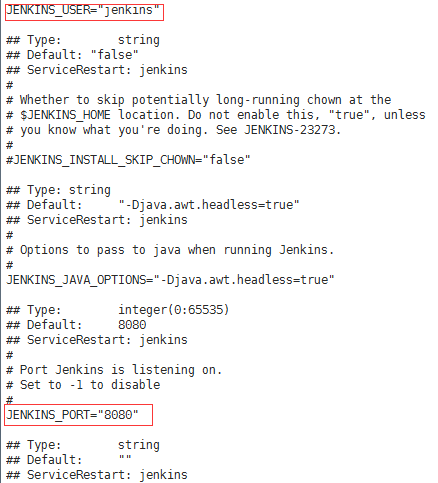 JENKINS_USER="jenkins"
## Type: string
## Default: "false"
## ServiceRestart: jenkins
#
# Whether to skip potentially long-running chown at the
# $JENKINS_HOME location. Do not enable this, "true", unless
# you know what you're doing. See JENKINS-23273.
#
#JENKINS_INSTALL_SKIP_CHOWN="false"
## Type: string
## Default: "-Djava.awt.headless=true"
## ServiceRestart: jenkins
#
# Options to pass to java when running Jenkins.
#
JENKINS_JAVA_OPTIONS="-Djava.awt.headless=true"
## Type: integer(0:65535)
## Default: 8080
## ServiceRestart: jenkins
#
# Port Jenkins is listening on.
# Set to -1 to disable
#
JENKINS_PORT="8080"
## Type: string
## Default: ""
## ServiceRestart: jenkins